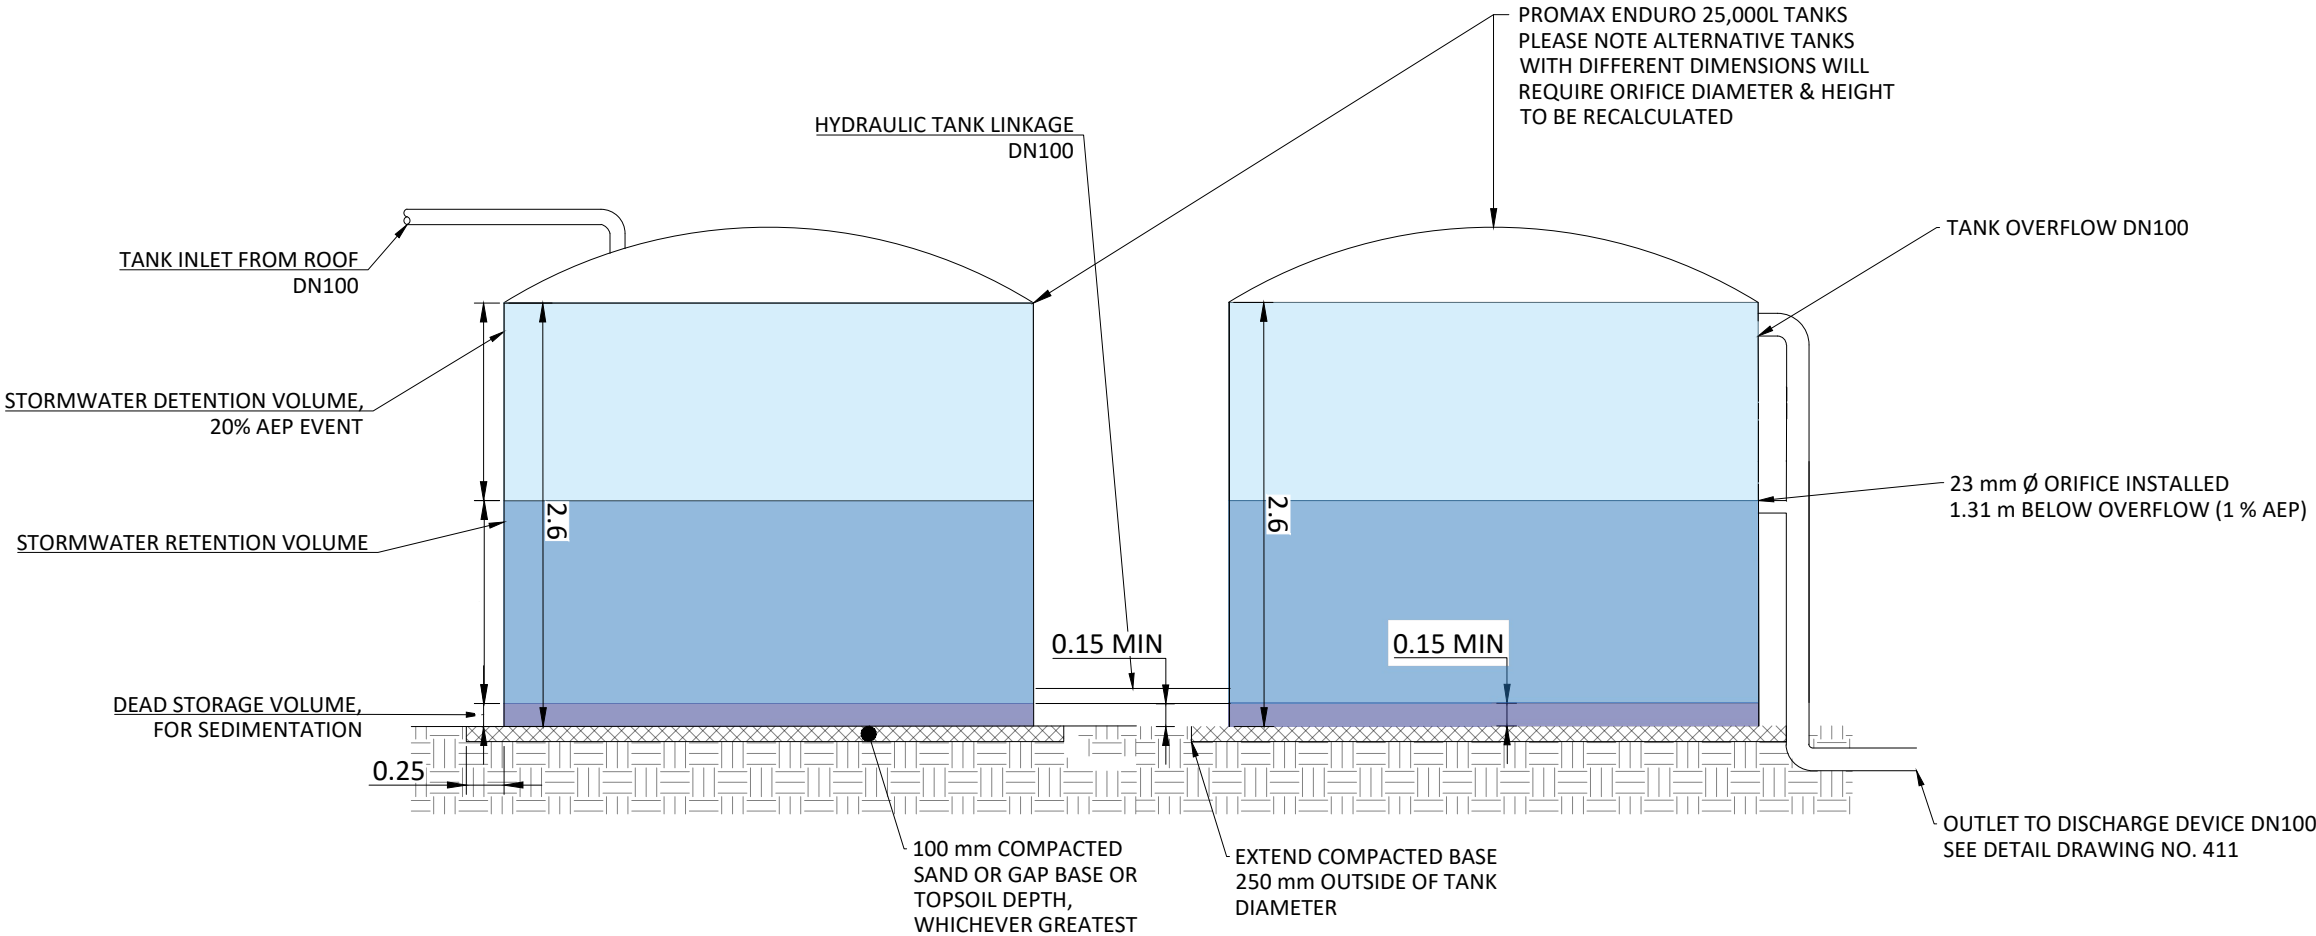 PROMAX ENDURO 25,000L TANKS
PLEASE NOTE ALTERNATIVE TANKS
WITH DIFFERENT DIMENSIONS WILL
REQUIRE ORIFICE DIAMETER & HEIGHT
TO BE RECALCULATED
HYDRAULIC TANK LINKAGE
DN100
TANK INLET FROM ROOF
DN100
TANK OVERFLOW DN100
STORMWATER DETENTION VOLUME,
20% AEP EVENT
23 mm Ø ORIFICE INSTALLED
1.31 m BELOW OVERFLOW (1 % AEP)
2.6
2.6
STORMWATER RETENTION VOLUME
0.15 MIN
0.15 MIN
DEAD STORAGE VOLUME,
FOR SEDIMENTATION
0.25
100 mm COMPACTED
SAND OR GAP BASE OR
TOPSOIL DEPTH,
WHICHEVER GREATEST
EXTEND COMPACTED BASE
250 mm OUTSIDE OF TANK
DIAMETER
OUTLET TO DISCHARGE DEVICE DN100
SEE DETAIL DRAWING NO. 411